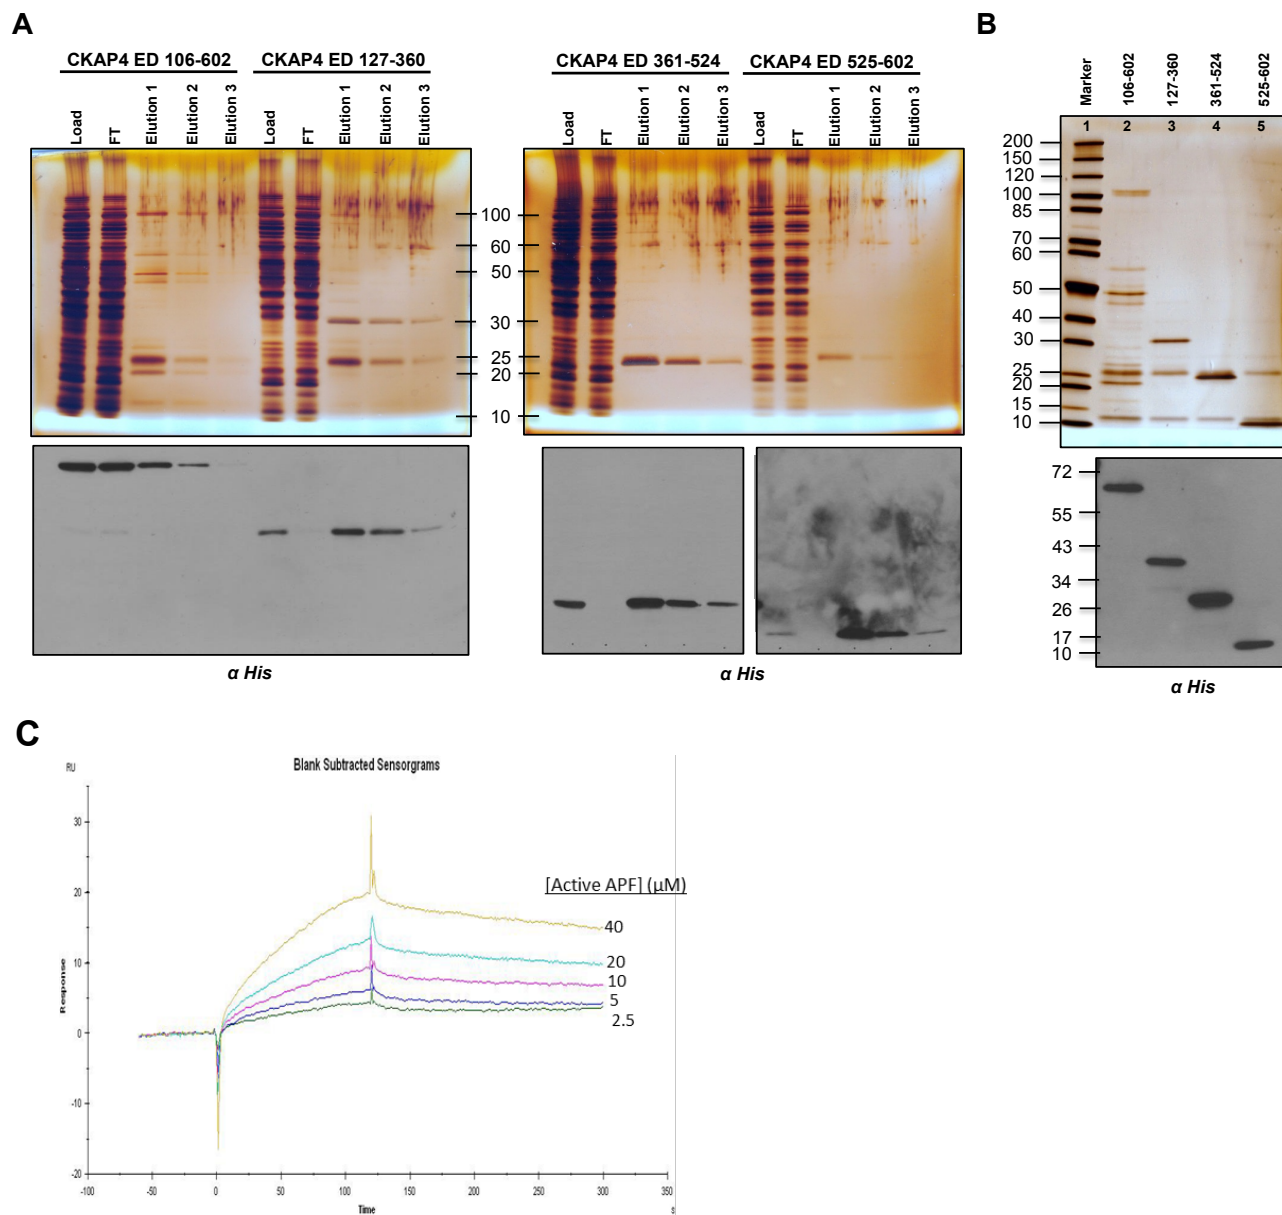 A
B
CKAP4 ED 106-602
CKAP4 ED 127-360
CKAP4 ED 361-524
CKAP4 ED 525-602
Load
FT
Elution 1
Elution 2
Elution 3
Load
FT
Elution 1
Elution 2
Elution 3
Load
FT
Elution 1
Elution 2
Elution 3
Load
FT
Elution 1
Elution 2
Elution 3
100
60
50
30
25
20
10
α His
α His
Marker
106-602
127-360
361-524
525-602
1
2
3
4
5
200
150
120
100
85
70
60
50
40
30
25
20
15
10
72
55
43
34
26
17
10
α His
C
Blank Subtracted Sensorgrams
RU
30
20
10
0
-10
-20
Response
-100
-50
0
50
100
150
200
250
300
350
Time
s
[Active APF] (µM)
40
20
10
5
2.5